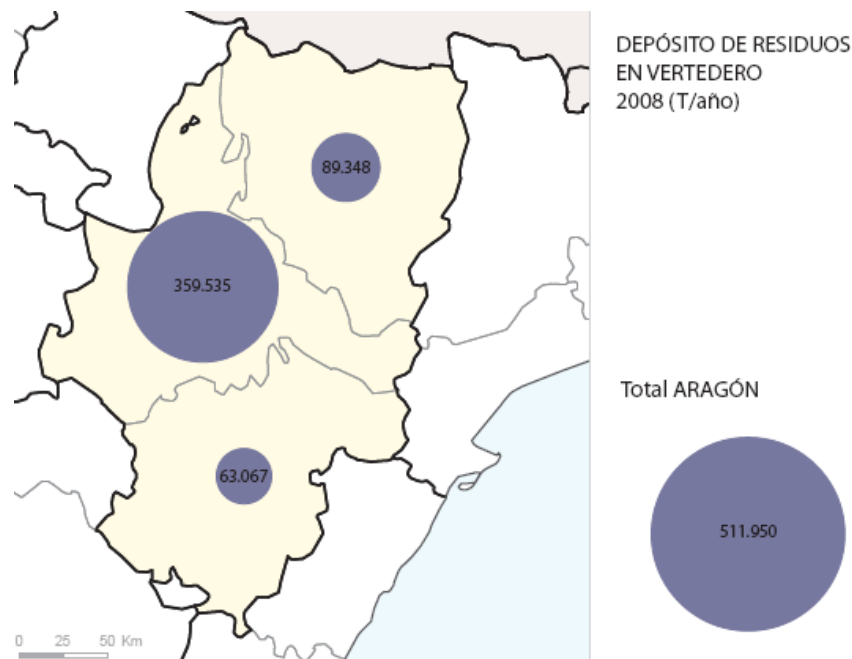 DEPÓSITO DE RESIDUOS
EN VERTEDERO
2008 (T/año)
89.348
359.535
63.067
Total ARAGÓN
511.950
0 25 50 Km